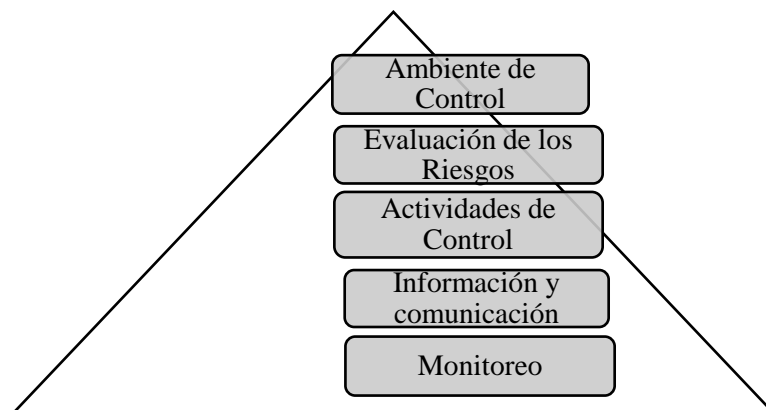 Ambiente de
Control
Evaluación de los
Riesgos
Actividades de
Control
Información y
comunicación
Monitoreo